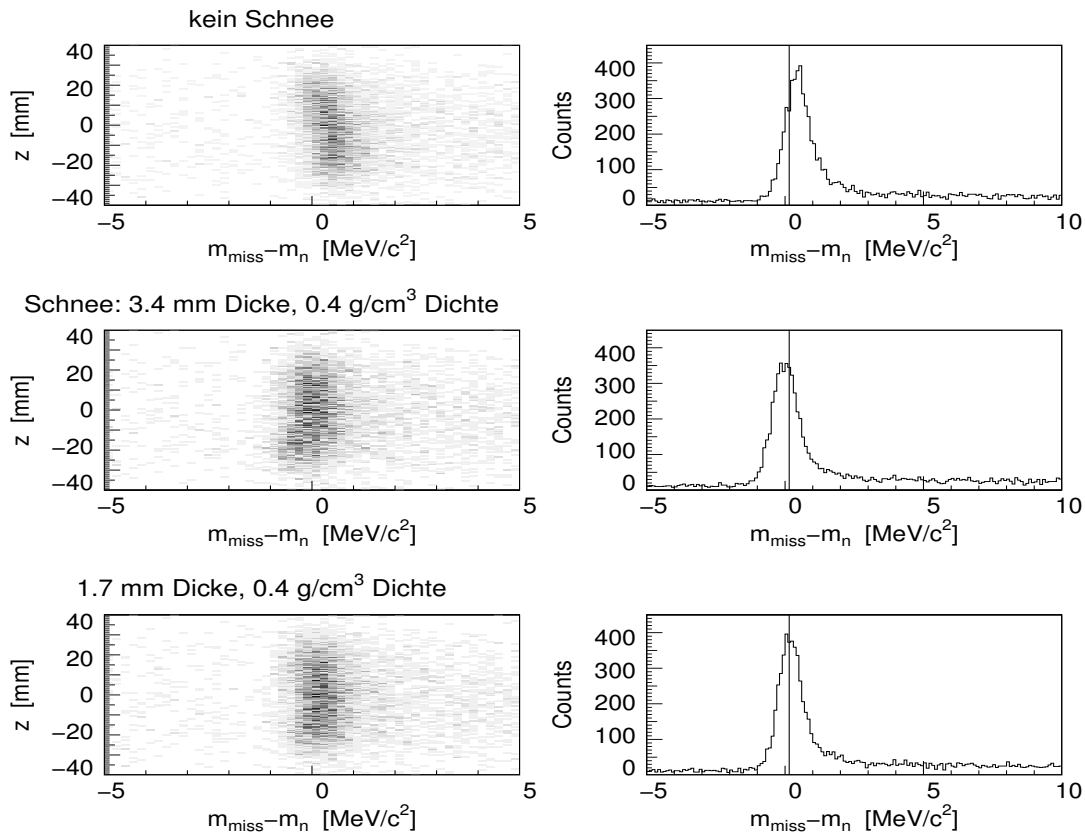 kein Schnee
40
20
0
−20
−40
z [mm]
−5 0 5
m_miss−m_n [MeV/c²]
400
300
200
100
0
Counts
−5 0 5 10
m_miss−m_n [MeV/c²]
Schnee: 3.4 mm Dicke, 0.4 g/cm³ Dichte
40
20
0
20
−40
z [mm]
−5 0 5
m_miss−m_n [MeV/c²]
400
300
200
100
0
Counts
−5 0 5 10
m_miss−m_n [MeV/c²]
1.7 mm Dicke, 0.4 g/cm³ Dichte
40
20
0
−20
−40
z [mm]
−5 0 5
m_miss−m_n [MeV/c²]
400
300
200
100
0
Counts
−5 0 5 10
m_miss−m_n [MeV/c²]